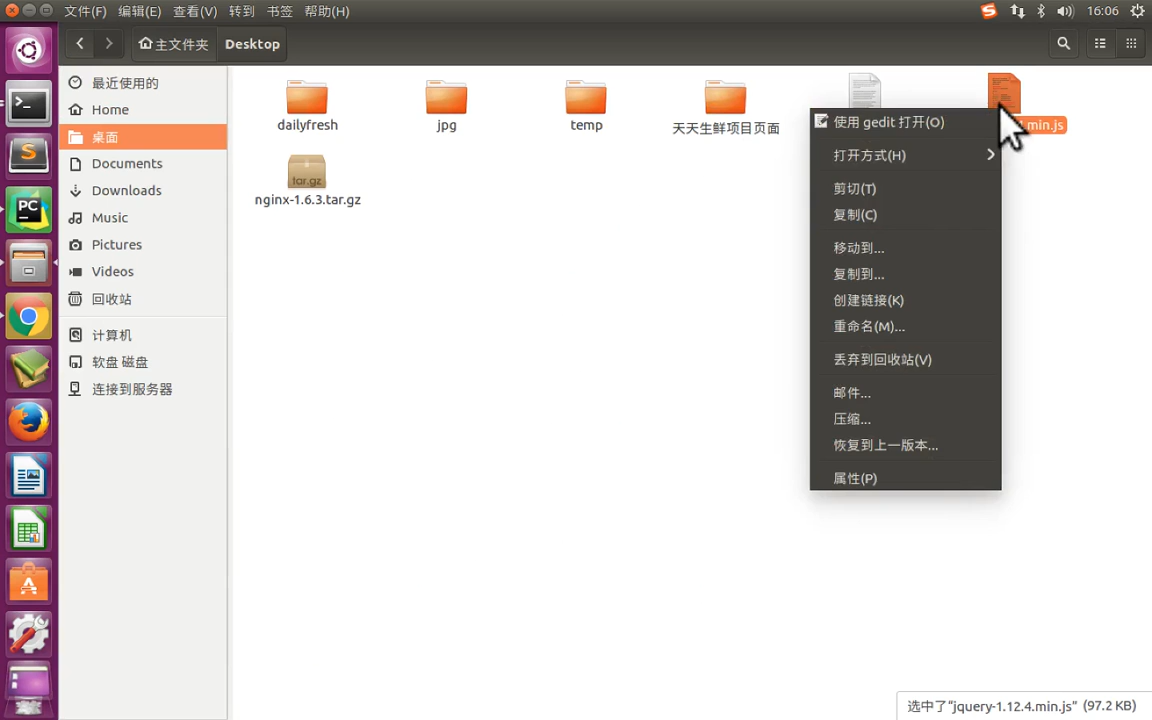 文件(F) 编辑(E) 查看(V) 转到 书签 帮助(H) 16:06
主文件夹 Desktop
最近使用的
Home
桌面
Documents
Downloads
Music
Pictures
Videos
回收站
计算机
软盘 磁盘
连接到服务器
dailyfresh
jpg
temp
天天生鲜项目页面
min.js
tar.gz
nginx-1.6.3.tar.gz
使用 gedit 打开(O)
打开方式(H)
剪切(T)
复制(C)
移动到...
复制到...
创建链接(K)
重命名(M)...
丢弃到回收站(V)
邮件...
压缩...
恢复到上一版本...
属性(P)
选中了"jquery-1.12.4.min.js" (97.2 KB)
S
PC
S
A